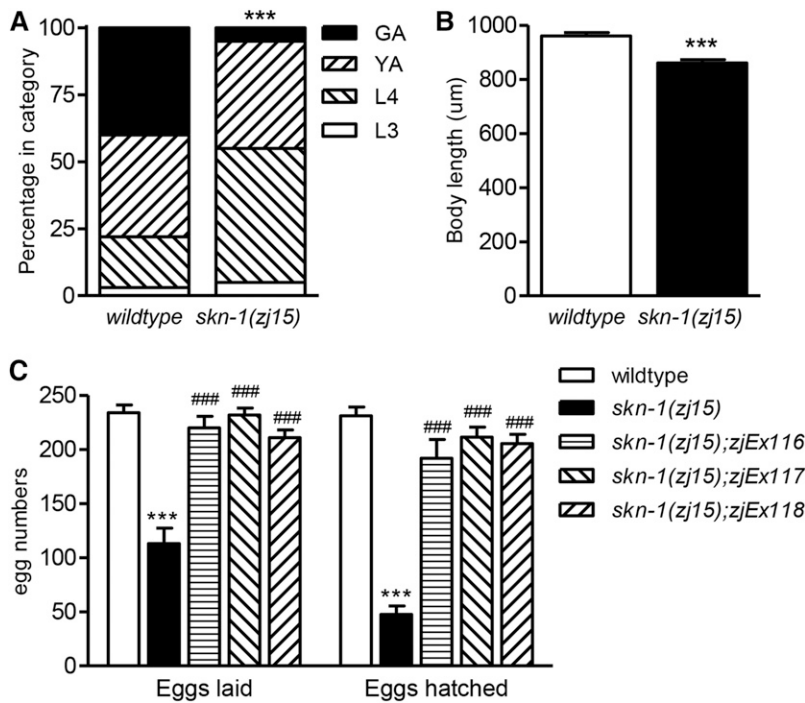 A
***
100
75
50
25
0
Percentage in category
wildtype skn-1(zj15)
GA
YA
L4
L3
B
1000
800
600
400
200
0
Body length (um)
***
wildtype skn-1(zj15)
C
250
200
150
100
50
0
egg numbers
***
###
###
###
***
###
###
###
Eggs laid
Eggs hatched
wildtype
skn-1(zj15)
skn-1(zj15);zjEx116
skn-1(zj15);zjEx117
skn-1(zj15);zjEx118